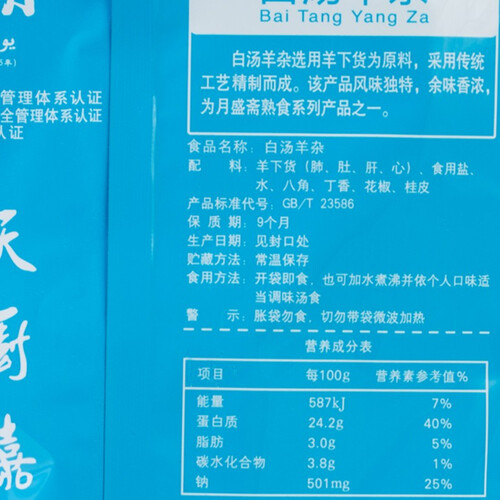 Bai Tang Yang Za
白汤羊杂选用羊下货为原料，采用传统
工艺精制而成。该产品风味独特，余味香浓，
为月盛斋熟食系列产品之一。
食品名称：白汤羊杂
配 料：羊下货（肺、肚、肝、心）、食用盐、
水、八角、丁香、花椒、桂皮
产品标准代号：GB/T 23586
保 质 期：9个月
生产日期：见封口处
贮藏方法：常温保存
食用方法：开袋即食，也可加水煮沸并依个人口味适
当调味汤食
警 示：胀袋勿食，切勿带袋微波加热
营养成分表
项目 每100g 营养素参考值%
能量 587kJ 7%
蛋白质 24.2g 40%
脂肪 3.0g 5%
碳水化合物 3.8g 1%
钠 501mg 25%
管理体系认证
全管理体系认证
认证
天
厨
嘉